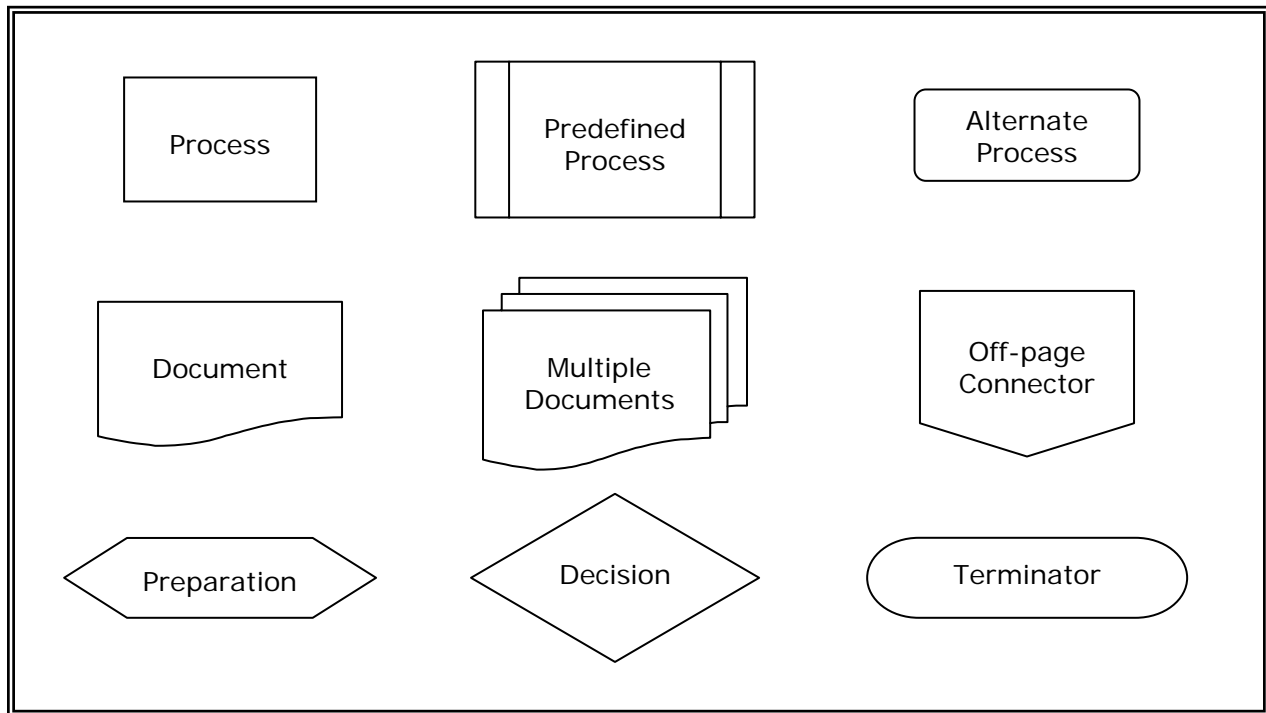 Process
Predefined
Process
Alternate
Process
Document
Multiple
Documents
Off-page
Connector
Preparation
Decision
Terminator